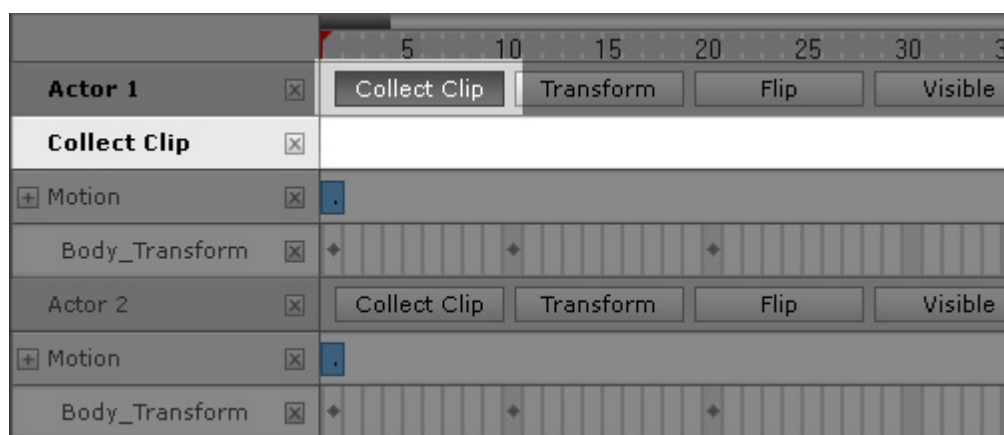 5 10 15 20 25 30
Actor 1 Collect Clip Transform Flip Visible
Collect Clip
Motion
Body_Transform
Actor 2 Collect Clip Transform Flip Visible
Motion
Body_Transform